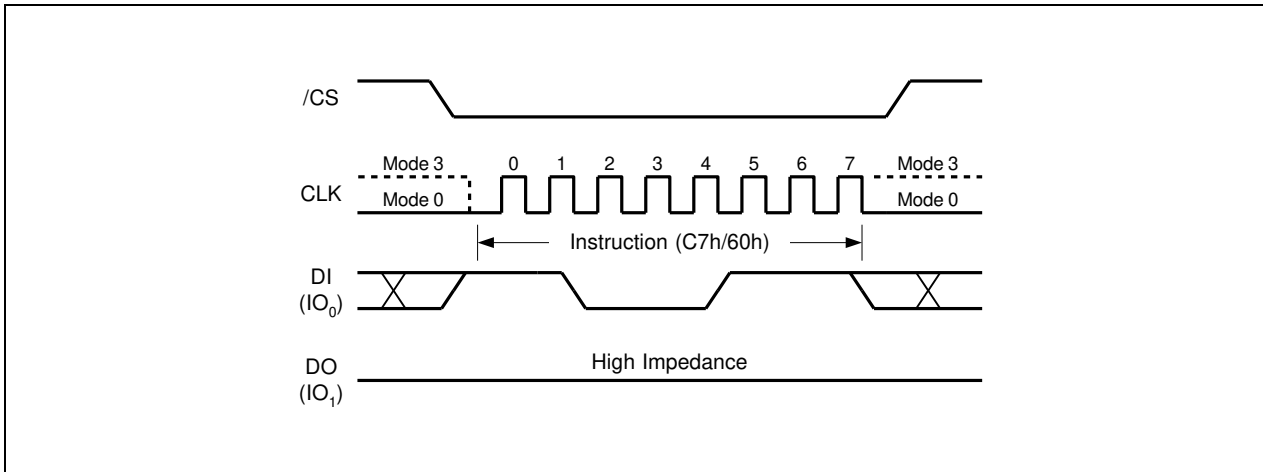 /CS
Mode 3 0 1 2 3 4 5 6 7 Mode 3
CLK
Mode 0 Mode 0
Instruction (C7h/60h)
DI
(IO0)
High Impedance
DO
(IO1)